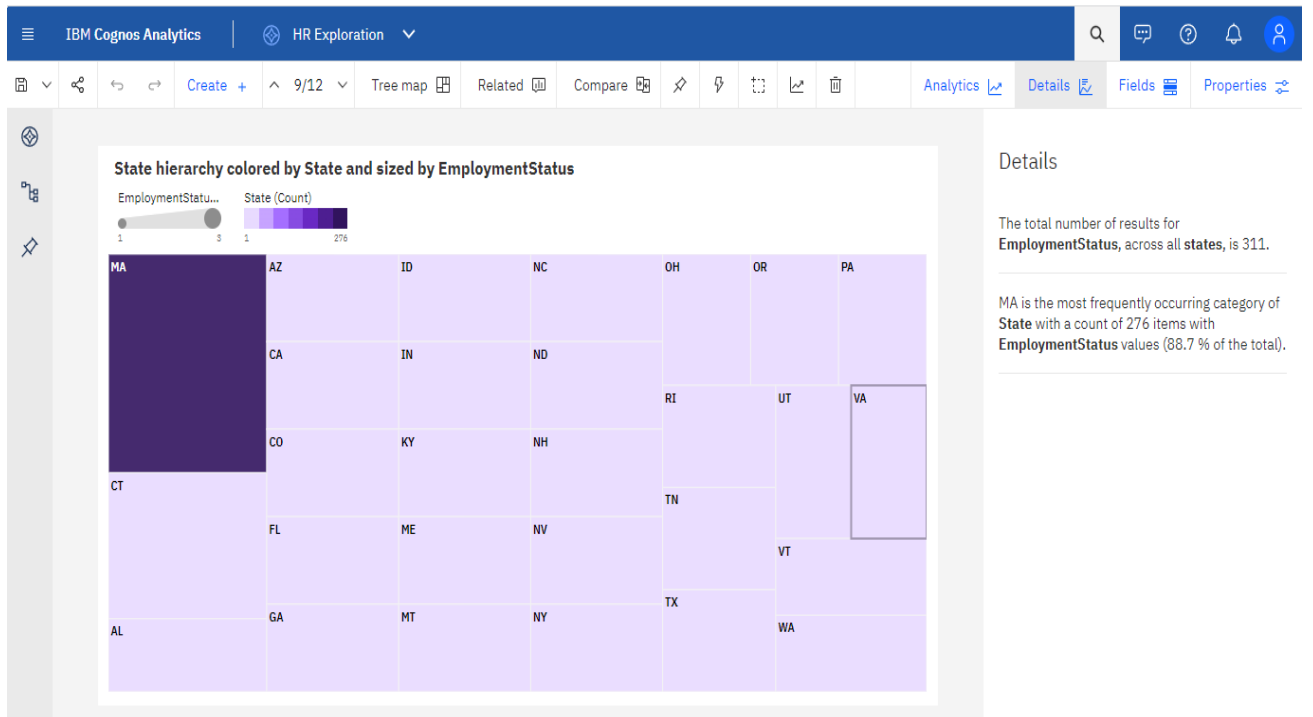 IBM Cognos Analytics HR Exploration
Create + 9/12 Tree map Related Compare Analytics Details Fields Properties
State hierarchy colored by State and sized by EmploymentStatus
EmploymentStatu... State (Count)
1 3 1 276
MA AZ ID NC OH OR PA
CA IN ND
RI UT VA
CO KY NH
CT
TN
FL ME NV
VT
TX
GA MT NY
AL WA
Details
The total number of results for
EmploymentStatus, across all states, is 311.
MA is the most frequently occurring category of
State with a count of 276 items with
EmploymentStatus values (88.7 % of the total).